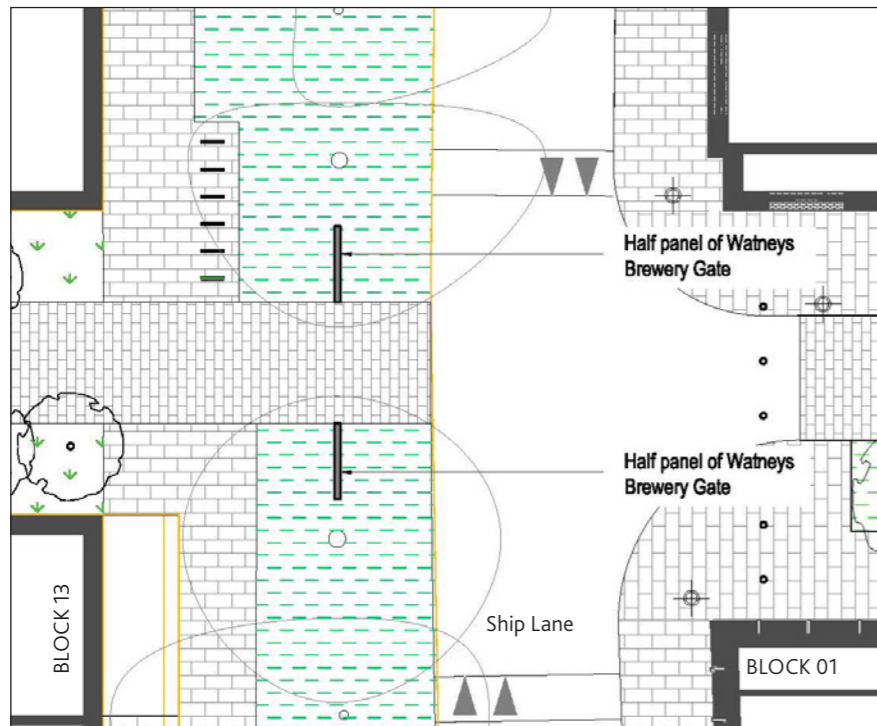 Half panel of Watneys
Brewery Gate
Half panel of Watneys
Brewery Gate
BLOCK 13
Ship Lane
BLOCK 01